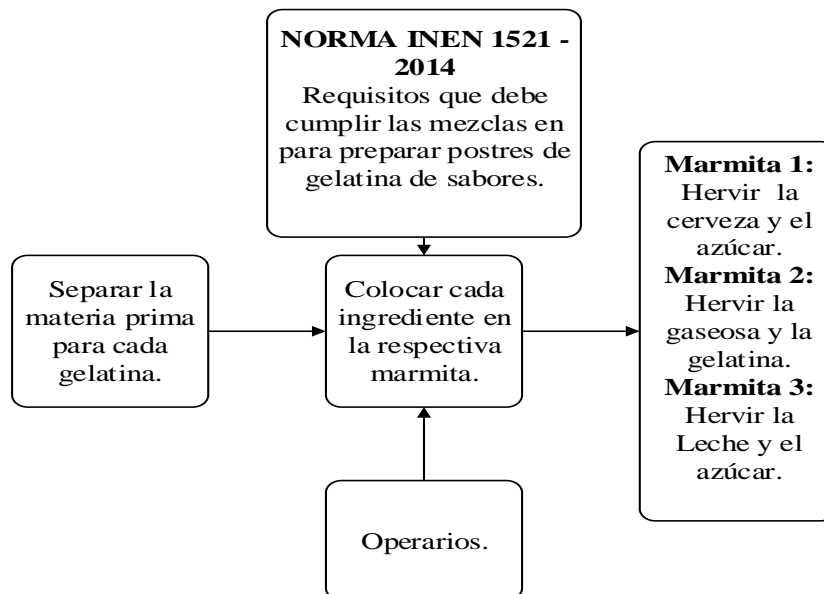 NORMA INEN 1521 -
2014
Requisitos que debe
cumplir las mezclas en
para preparar postres de
gelatina de sabores.
Separar la
materia prima
para cada
gelatina.
Colocar cada
ingrediente en
la respectiva
marmita.
Marmita 1:
Hervir la
cerveza y el
azúcar.
Marmita 2:
Hervir la
gaseosa y la
gelatina.
Marmita 3:
Hervir la
Leche y el
azúcar.
Operarios.